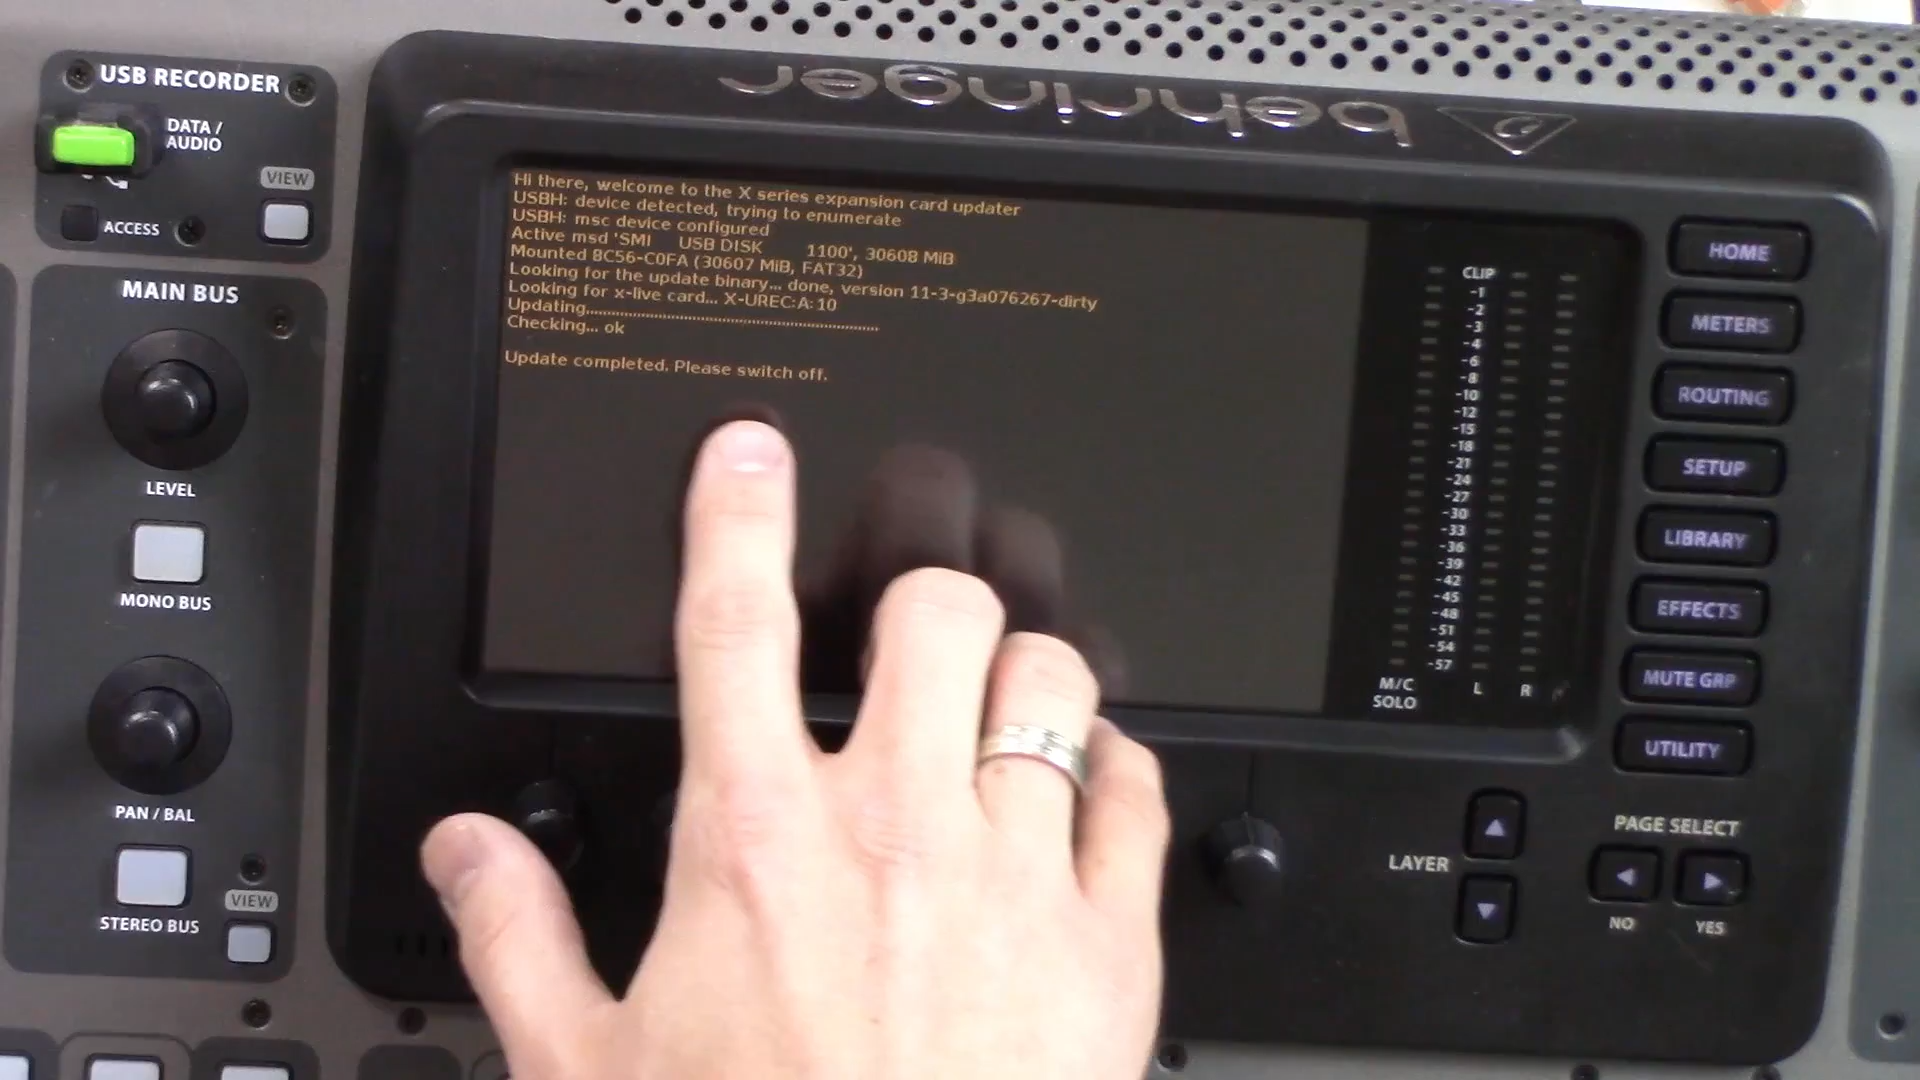 behringer
USB RECORDER
DATA /
AUDIO
VIEW
ACCESS
MAIN BUS
LEVEL
MONO BUS
PAN / BAL
STEREO BUS
VIEW
Hi there, welcome to the X series expansion card updater
USBH: device detected, trying to enumerate
USBH: msc device configured
Active msd 'SMI USB DISK 1100', 30608 MiB
Mounted 8C56-C0FA (30607 MiB, FAT32)
Looking for the update binary... done, version 11-3-g3a076267-dirty
Looking for x-live card... X-UREC:A:10
Updating......................................................................
Checking... ok
Update completed. Please switch off.
CLIP
-1
-2
-3
-4
-6
-8
-10
-12
-15
-18
-21
-24
-27
-30
-33
-36
-39
-42
-45
-48
-51
-54
-57
M/C
SOLO
L
R
HOME
METERS
ROUTING
SETUP
LIBRARY
EFFECTS
MUTE GRP
UTILITY
LAYER
PAGE SELECT
NO
YES